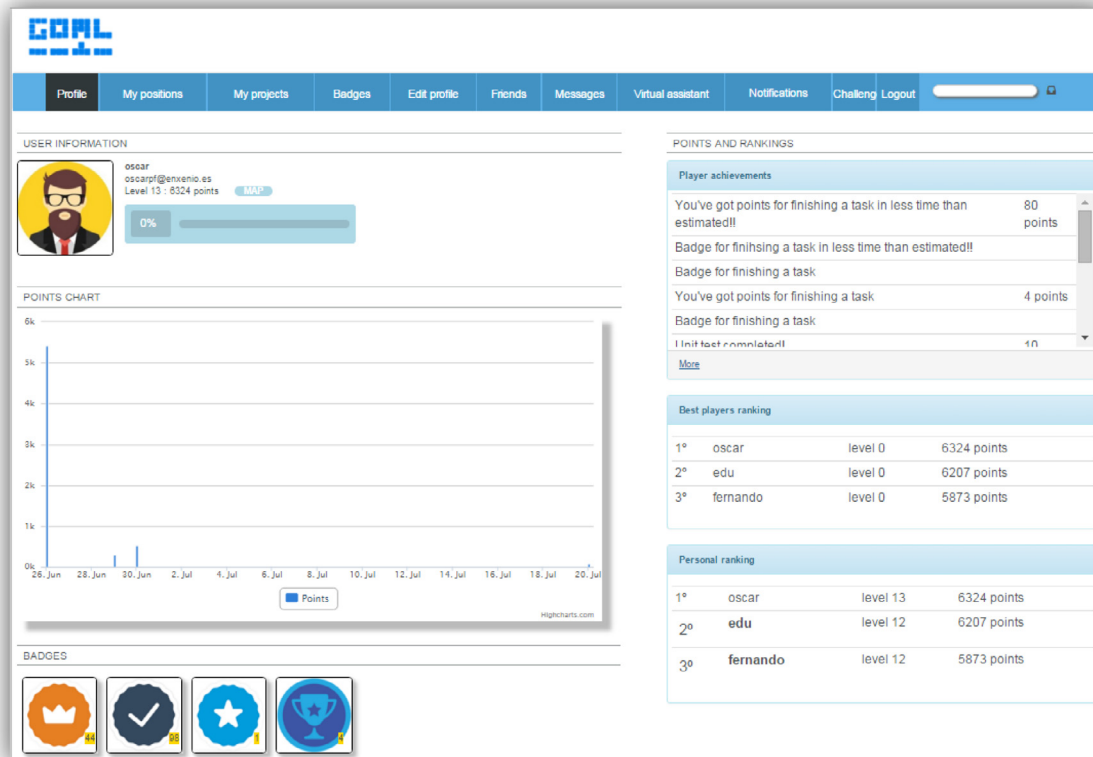 GOAL
Profile My positions My projects Badges Edit profile Friends Messages Virtual assistant Notifications Challeng Logout
USER INFORMATION
oscar
oscarpf@enxenio.es
Level 13 : 6324 points MAP
0%
POINTS CHART
6k
5k
4k
3k
2k
1k
0k
26. Jun 28. Jun 30. Jun 2. Jul 4. Jul 6. Jul 8. Jul 10. Jul 12. Jul 14. Jul 16. Jul 18. Jul 20. Jul
Points
Highcharts.com
BADGES
44 98 1 4
POINTS AND RANKINGS
Player achievements
You've got points for finishing a task in less time than 80
estimated!! points
Badge for finihsing a task in less time than estimated!!
Badge for finishing a task
You've got points for finishing a task 4 points
Badge for finishing a task
Unit test completed! 10
More
Best players ranking
1º oscar level 0 6324 points
2º edu level 0 6207 points
3º fernando level 0 5873 points
Personal ranking
1º oscar level 13 6324 points
2º edu level 12 6207 points
3º fernando level 12 5873 points